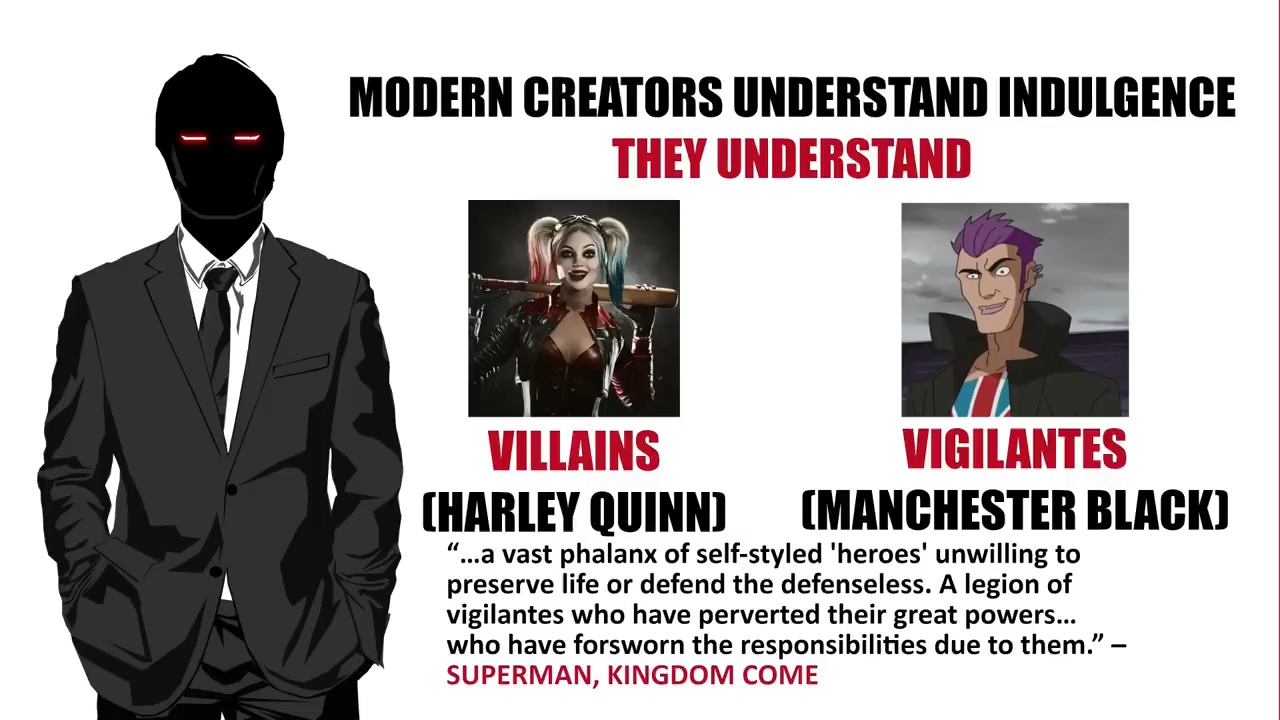 MODERN CREATORS UNDERSTAND INDULGENCE
THEY UNDERSTAND
VILLAINS
(HARLEY QUINN)
VIGILANTES
(MANCHESTER BLACK)
“…a vast phalanx of self-styled 'heroes' unwilling to
preserve life or defend the defenseless. A legion of
vigilantes who have perverted their great powers…
who have forsworn the responsibilities due to them.” –
SUPERMAN, KINGDOM COME